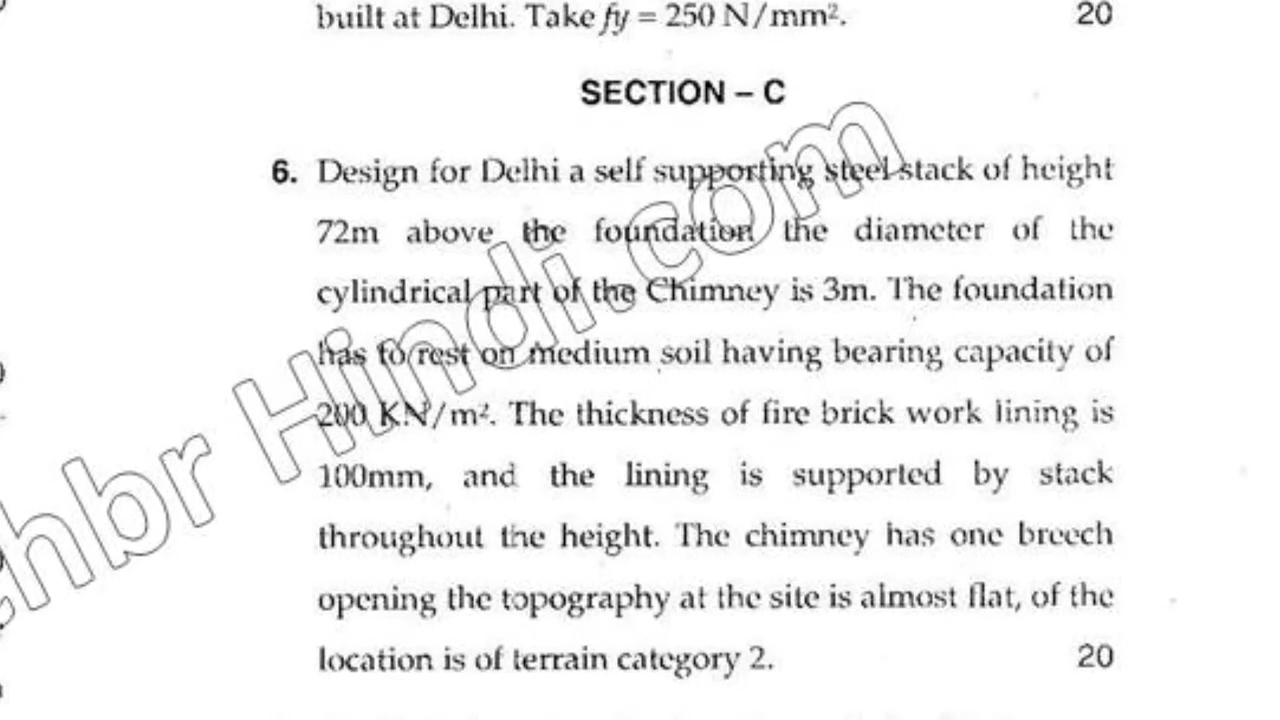 built at Delhi. Take fy = 250 N/mm². 20
SECTION – C
6. Design for Delhi a self supporting steel stack of height
72m above the foundation the diameter of the
cylindrical part of the Chimney is 3m. The foundation
has to rest on medium soil having bearing capacity of
200 KN/m². The thickness of fire brick work lining is
100mm, and the lining is supported by stack
throughout the height. The chimney has one breech
opening the topography at the site is almost flat, of the
location is of terrain category 2. 20
hbr Hindi.com